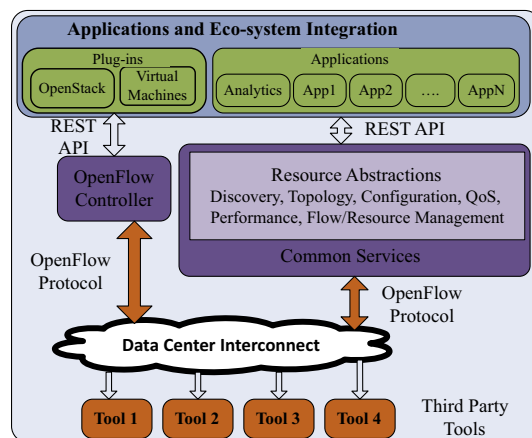 Applications and Eco-system Integration
Plug-ins
OpenStack
Virtual
Machines
Applications
Analytics
App1
App2
....
AppN
REST
API
REST API
OpenFlow
Controller
Resource Abstractions
Discovery, Topology, Configuration, QoS,
Performance, Flow/Resource Management
Common Services
OpenFlow
Protocol
OpenFlow
Protocol
Data Center Interconnect
Tool 1
Tool 2
Tool 3
Tool 4
Third Party
Tools